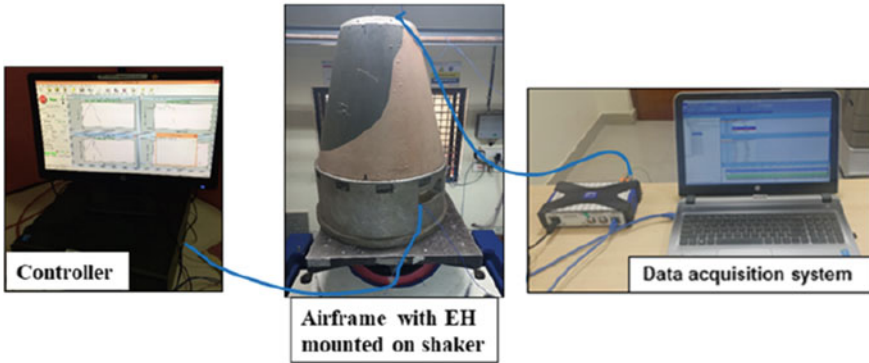 Controller
Airframe with EH
mounted on shaker
Data acquisition system